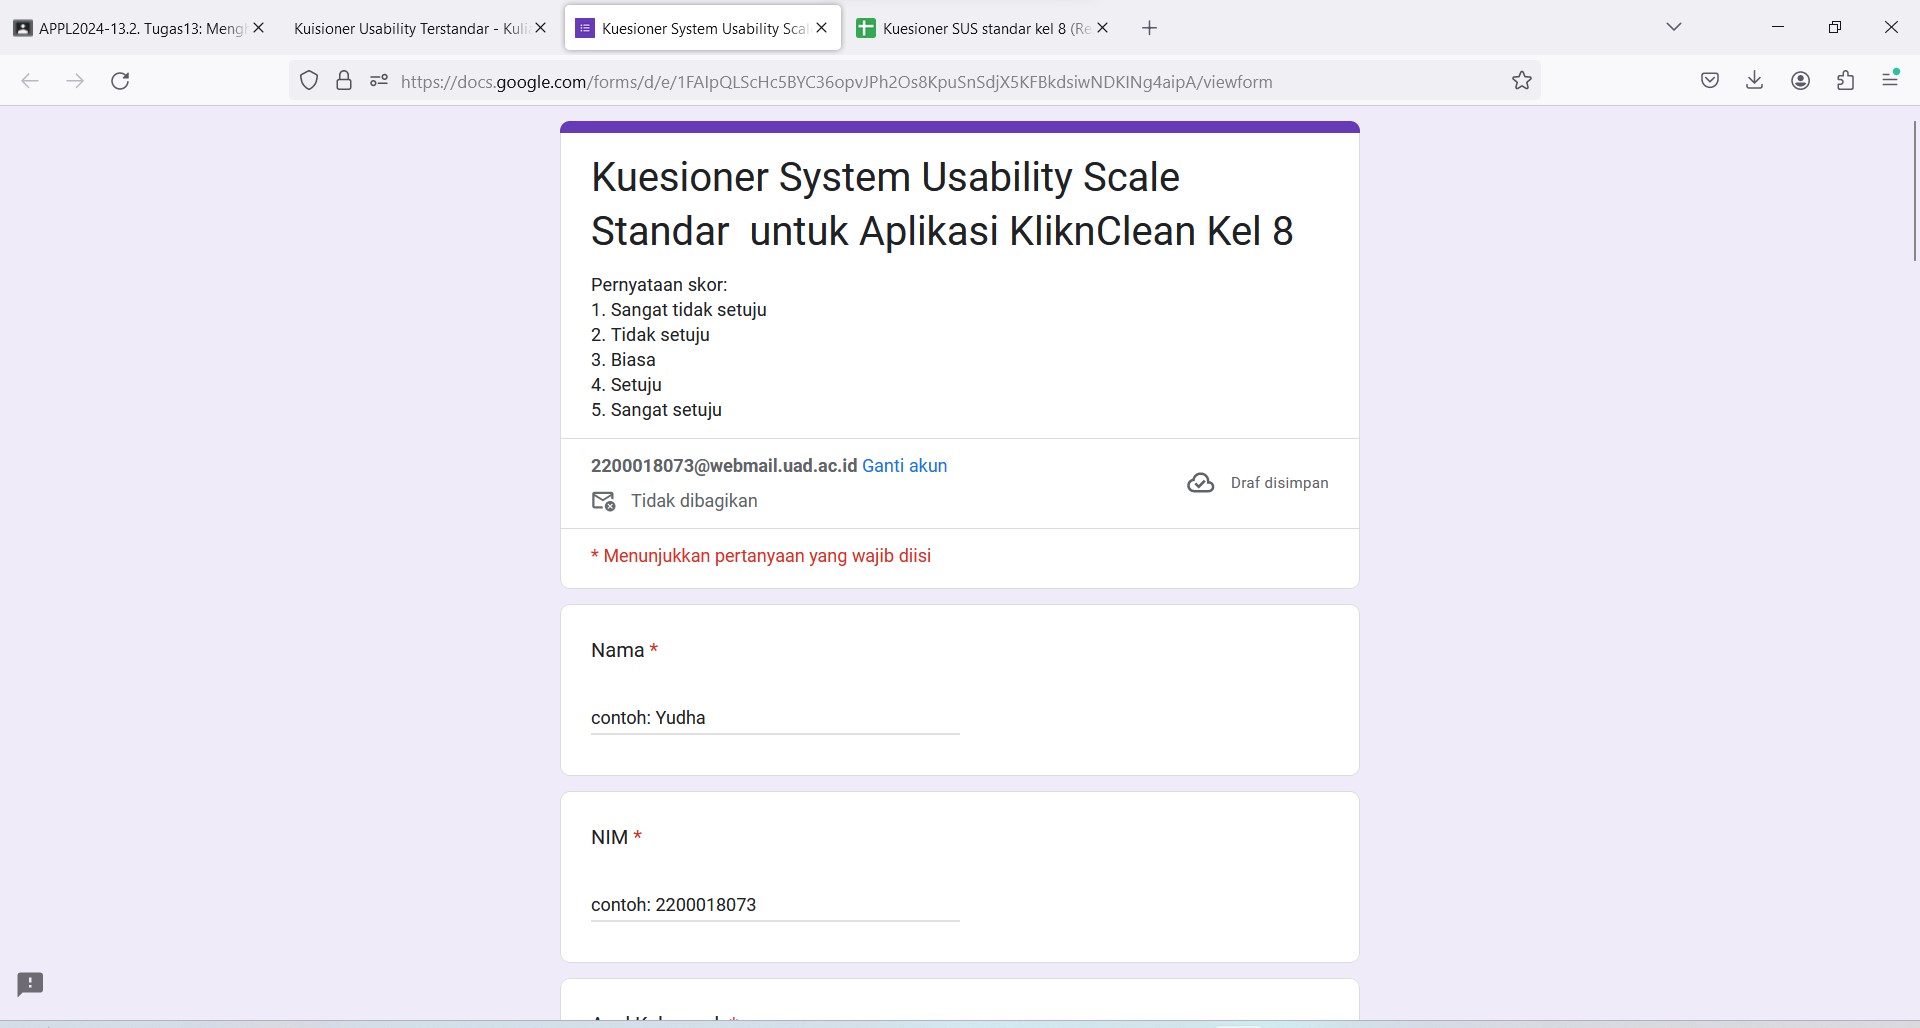 APPL2024-13.2. Tugas13: Meng
Kuisioner Usability Terstandar - Kuli
Kuesioner System Usability Scal
Kuesioner SUS standar kel 8 (Re
https://docs.google.com/forms/d/e/1FAIpQLScHc5BYC36opvJPh2Os8KpuSnSdjX5KFBkdsiwNDKINg4aipA/viewform
Kuesioner System Usability Scale
Standar  untuk Aplikasi KliknClean Kel 8
Pernyataan skor:
1. Sangat tidak setuju
2. Tidak setuju
3. Biasa
4. Setuju
5. Sangat setuju
2200018073@webmail.uad.ac.id Ganti akun
Tidak dibagikan
Draf disimpan
* Menunjukkan pertanyaan yang wajib diisi
Nama *
contoh: Yudha
NIM *
contoh: 2200018073